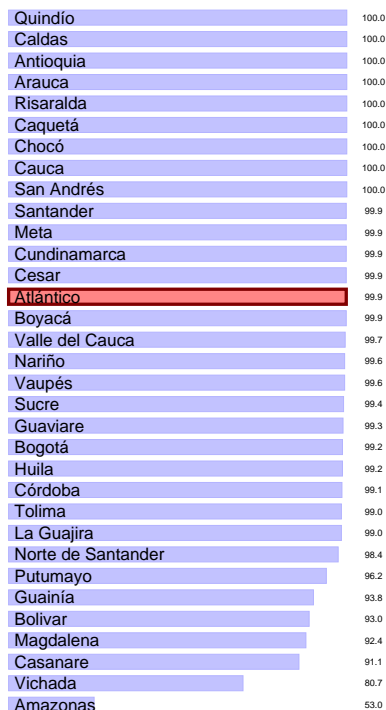 Quindío 100.0
Caldas 100.0
Antioquia 100.0
Arauca 100.0
Risaralda 100.0
Caquetá 100.0
Chocó 100.0
Cauca 100.0
San Andrés 100.0
Santander 99.9
Meta 99.9
Cundinamarca 99.9
Cesar 99.9
Atlántico 99.9
Boyacá 99.9
Valle del Cauca 99.7
Nariño 99.6
Vaupés 99.6
Sucre 99.4
Guaviare 99.3
Bogotá 99.2
Huila 99.2
Córdoba 99.1
Tolima 99.0
La Guajira 99.0
Norte de Santander 98.4
Putumayo 96.2
Guainía 93.8
Bolivar 93.0
Magdalena 92.4
Casanare 91.1
Vichada 80.7
Amazonas 53.0